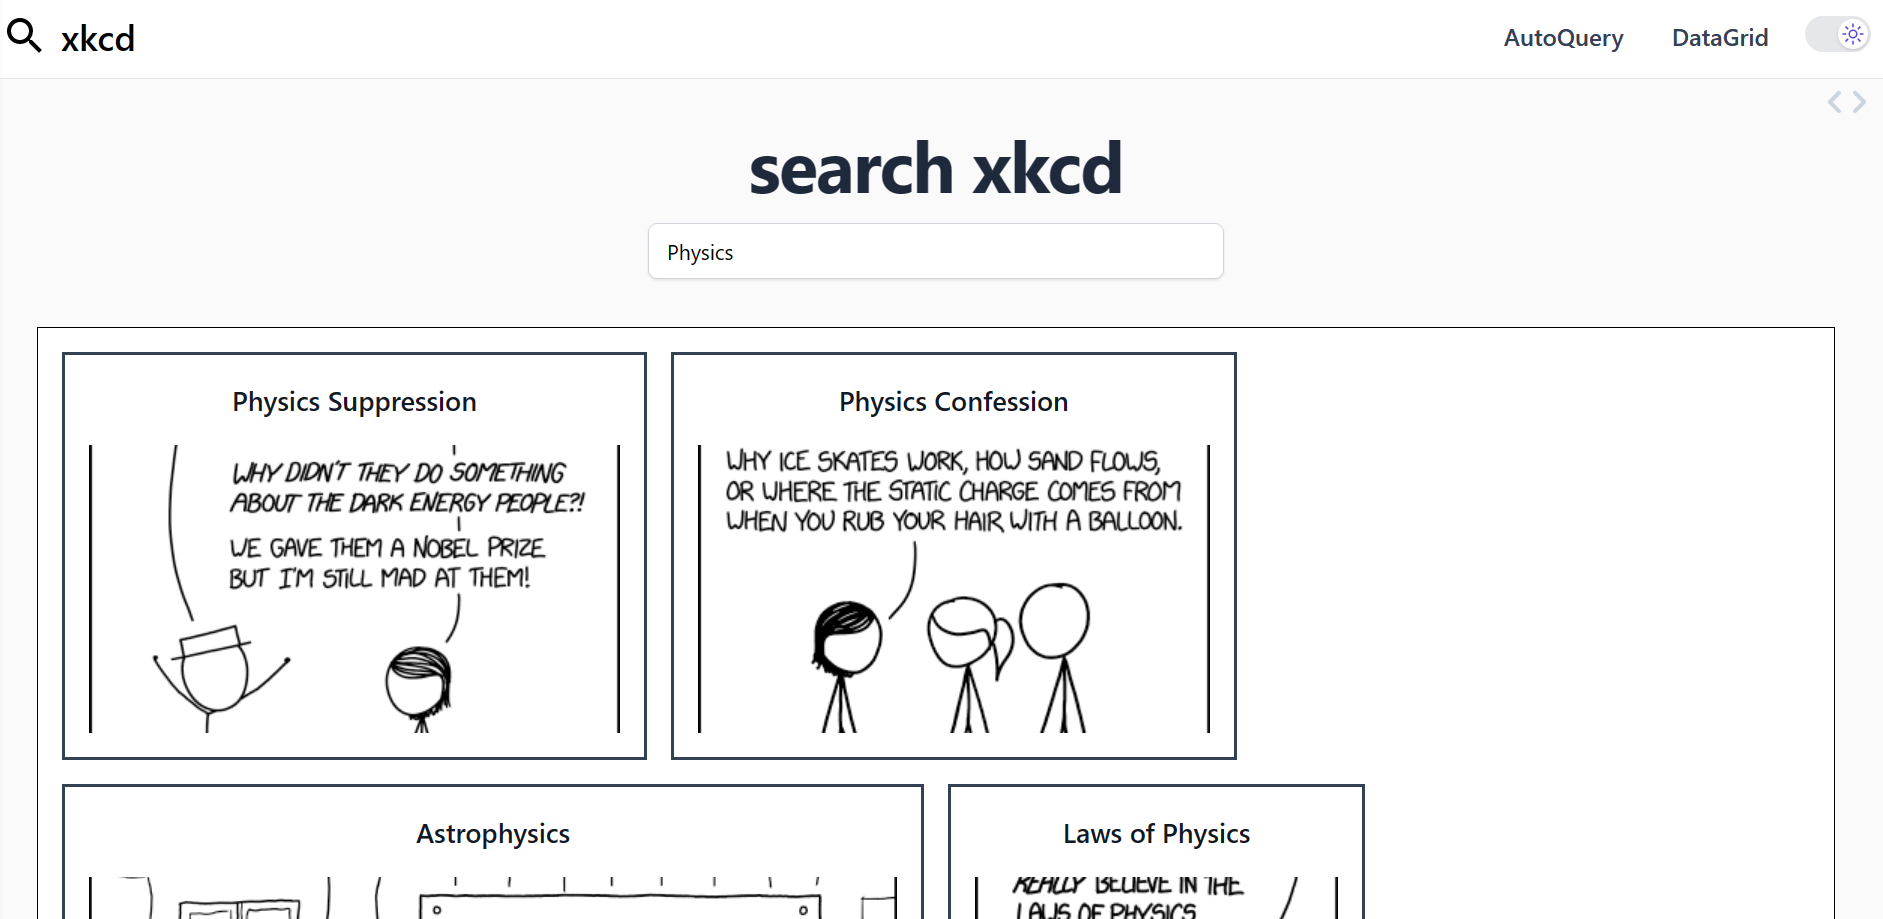 xkcd
AutoQuery
DataGrid
search xkcd
Physics
Physics Suppression
WHY DIDN'T THEY DO SOMETHING
ABOUT THE DARK ENERGY PEOPLE?!
WE GAVE THEM A NOBEL PRIZE
BUT I'M STILL MAD AT THEM!
Physics Confession
WHY ICE SKATES WORK, HOW SAND FLOWS,
OR WHERE THE STATIC CHARGE COMES FROM
WHEN YOU RUB YOUR HAIR WITH A BALLOON.
Astrophysics
Laws of Physics
REALLY BELIEVE IN THE
LAWS OF PHYSICS